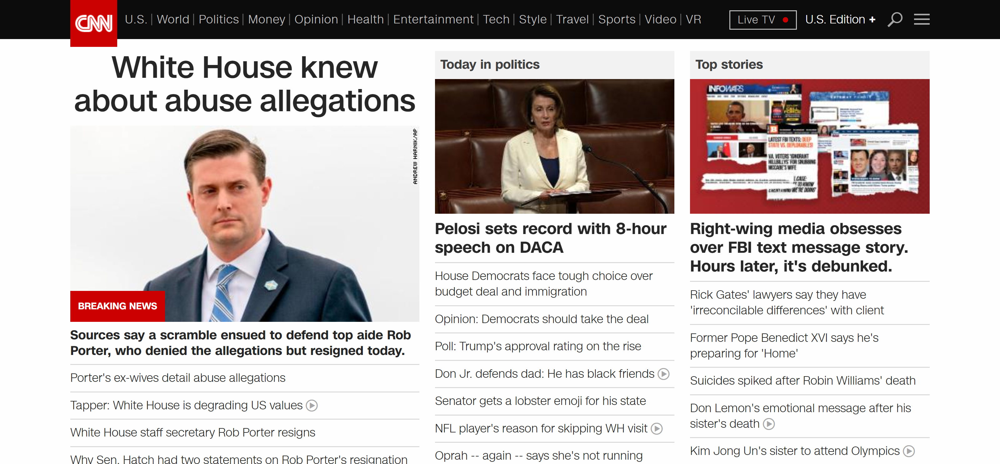 CNN
U.S. | World | Politics | Money | Opinion | Health | Entertainment | Tech | Style | Travel | Sports | Video | VR
Live TV
U.S. Edition +
White House knew
about abuse allegations
ANDREW HARNIK/AP
BREAKING NEWS
Sources say a scramble ensued to defend top aide Rob
Porter, who denied the allegations but resigned today.
Porter's ex-wives detail abuse allegations
Tapper: White House is degrading US values
White House staff secretary Rob Porter resigns
Why Sen. Hatch had two statements on Rob Porter's resignation
Today in politics
Pelosi sets record with 8-hour
speech on DACA
House Democrats face tough choice over
budget deal and immigration
Opinion: Democrats should take the deal
Poll: Trump's approval rating on the rise
Don Jr. defends dad: He has black friends
Senator gets a lobster emoji for his state
NFL player's reason for skipping WH visit
Oprah -- again -- says she's not running
Top stories
INFOWARS
GATEWAY PUNDIT
B
LATEST FBI TEXTS: DEEP
STATE VS. DEPLORABLES!
VA. VOTERS 'IGNORANT
HILLBILLYS' FOR SNUBBING
MCCABE'S WIFE
TO KNOW
WE'RE DOING'
Right-wing media obsesses
over FBI text message story.
Hours later, it's debunked.
Rick Gates' lawyers say they have
'irreconcilable differences' with client
Former Pope Benedict XVI says he's
preparing for 'Home'
Suicides spiked after Robin Williams' death
Don Lemon's emotional message after his
sister's death
Kim Jong Un's sister to attend Olympics